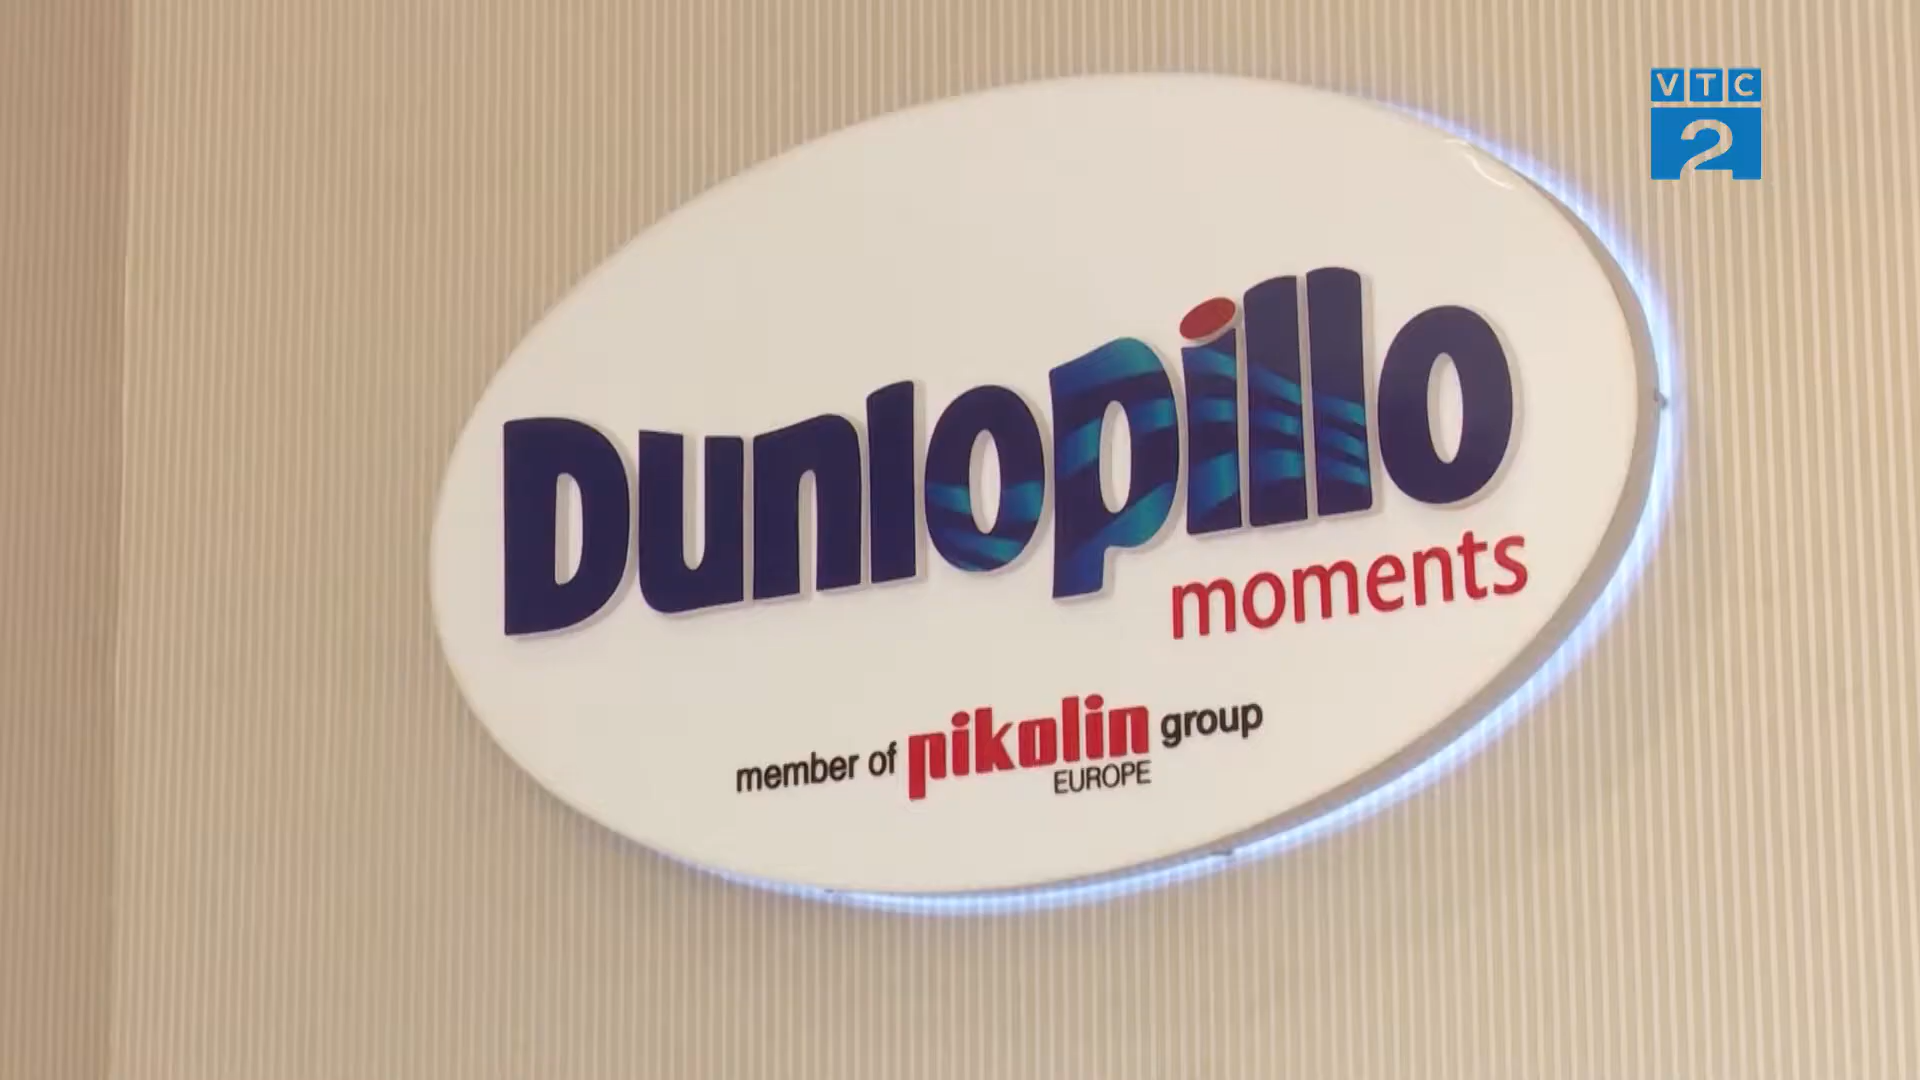 VTC
2
Dunlopillo
moments
member of pikolin group
EUROPE